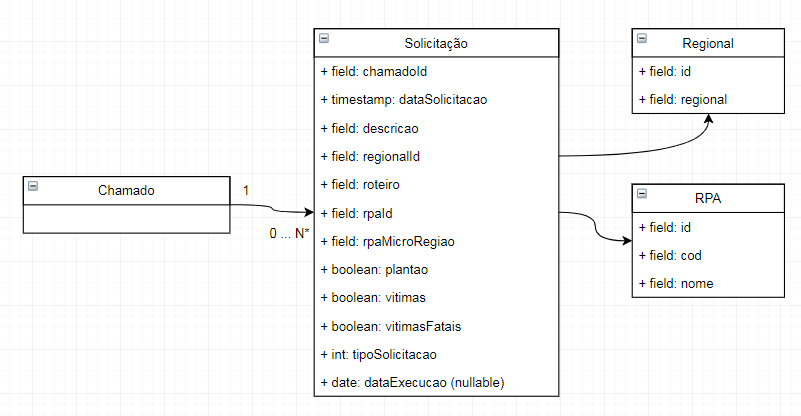 Chamado
1
0 ... N*
Solicitação
+ field: chamadoId
+ timestamp: dataSolicitacao
+ field: descricao
+ field: regionalId
+ field: roteiro
+ field: rpaId
+ field: rpaMicroRegiao
+ boolean: plantao
+ boolean: vitimas
+ boolean: vitimasFatais
+ int: tipoSolicitacao
+ date: dataExecucao (nullable)
Regional
+ field: id
+ field: regional
RPA
+ field: id
+ field: cod
+ field: nome